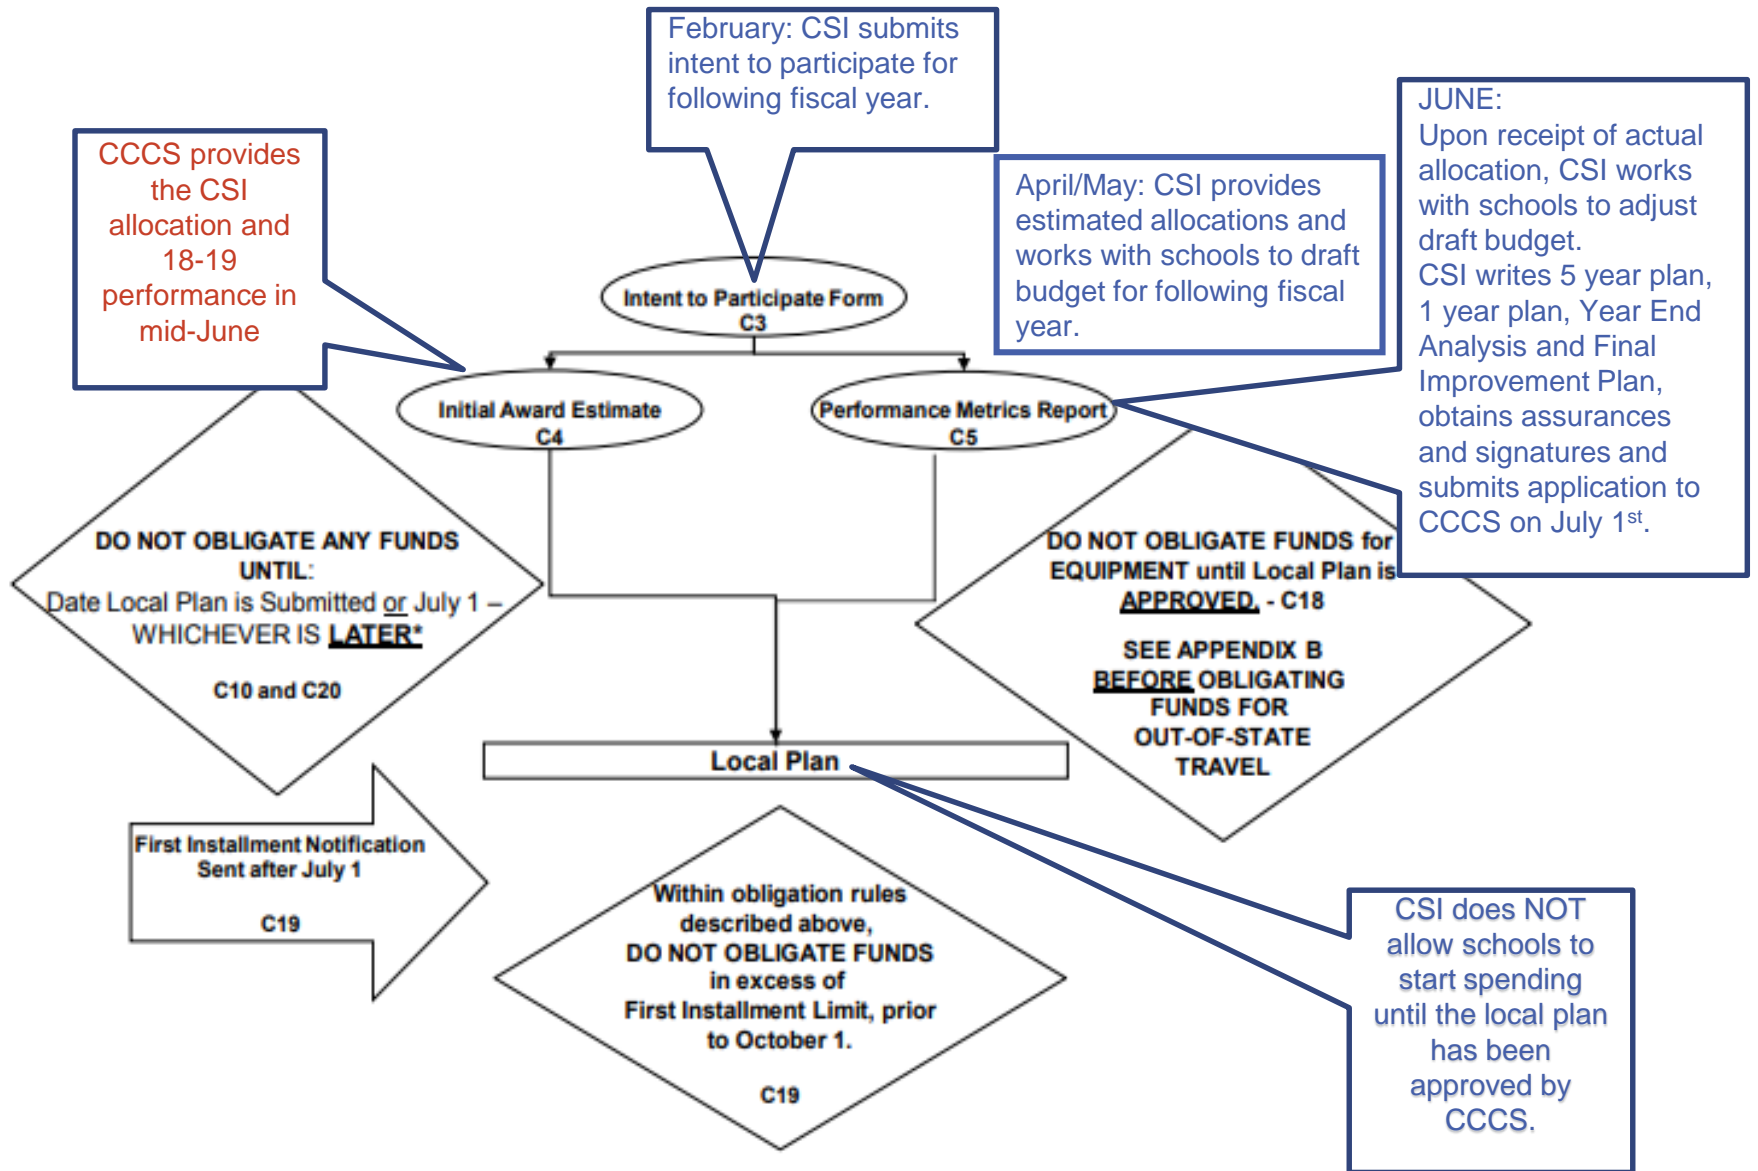 February: CSI submits
intent to participate for
following fiscal year.
CCCS provides
the CSI
allocation and
18-19
performance in
mid-June
April/May: CSI provides
estimated allocations and
works with schools to draft
budget for following fiscal
year.
JUNE:
Upon receipt of actual
allocation, CSI works
with schools to adjust
draft budget.
CSI writes 5 year plan,
1 year plan, Year End
Analysis and Final
Improvement Plan,
obtains assurances
and signatures and
submits application to
CCCS on July 1st.
Intent to Participate Form
C3
Initial Award Estimate
C4
Performance Metrics Report
C5
DO NOT OBLIGATE ANY FUNDS
UNTIL:
Date Local Plan is Submitted or July 1 –
WHICHEVER IS LATER*
C10 and C20
DO NOT OBLIGATE FUNDS for
EQUIPMENT until Local Plan is
APPROVED. - C18
SEE APPENDIX B
BEFORE OBLIGATING
FUNDS FOR
OUT-OF-STATE
TRAVEL
Local Plan
First Installment Notification
Sent after July 1
C19
Within obligation rules
described above,
DO NOT OBLIGATE FUNDS
in excess of
First Installment Limit, prior
to October 1.
C19
CSI does NOT
allow schools to
start spending
until the local plan
has been
approved by
CCCS.